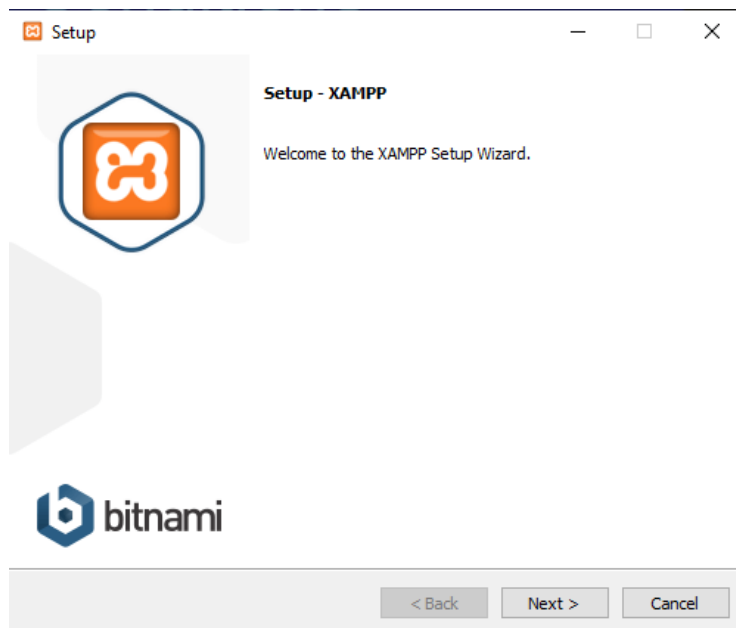 Setup
Setup - XAMPP
Welcome to the XAMPP Setup Wizard.
bitnami
< Back
Next >
Cancel